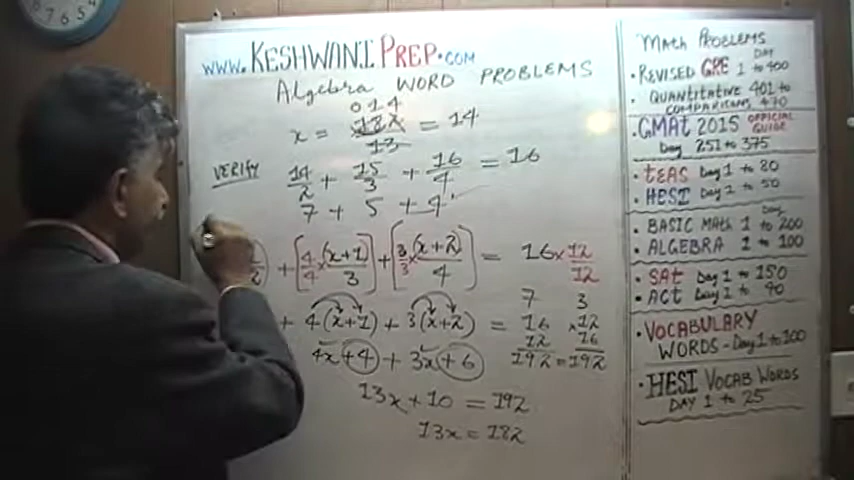 www.KESHWANIPREP.COM
Algebra WORD PROBLEMS
0 1 4
x = 182/13 = 14
VERIFY 14/2 + 15/3 + 16/4 = 16
7 + 5 + 4
2 + [4/4 × (x+1)/3] + [3/3 × (x+2)/4] = 16 × 12/12
7 3
+ 4(x+1) + 3(x+2) = 16 × 12
12 16
4x + 4 + 3x + 6 192 = 192
13x + 10 = 192
13x = 182
Math PROBLEMS
DAY
• REVISED GRE 1 to 400
• QUANTITATIVE 401 to
COMPARISONS 470
• GMAt 2015 OFFICIAL GUIDE
Day 251 to 375
• tEAS Day 1 to 80
• HESI Day 1 to 50
Day
• BASIC Math 1 to 200
• ALGEBRA 1 to 100
• SAt Day 1 to 150
• ACt Day 1 to 90
• VOCABULARY
WORDS - Day 1 to 100
• HESI VOCAB WORDS
DAY 1 to 25